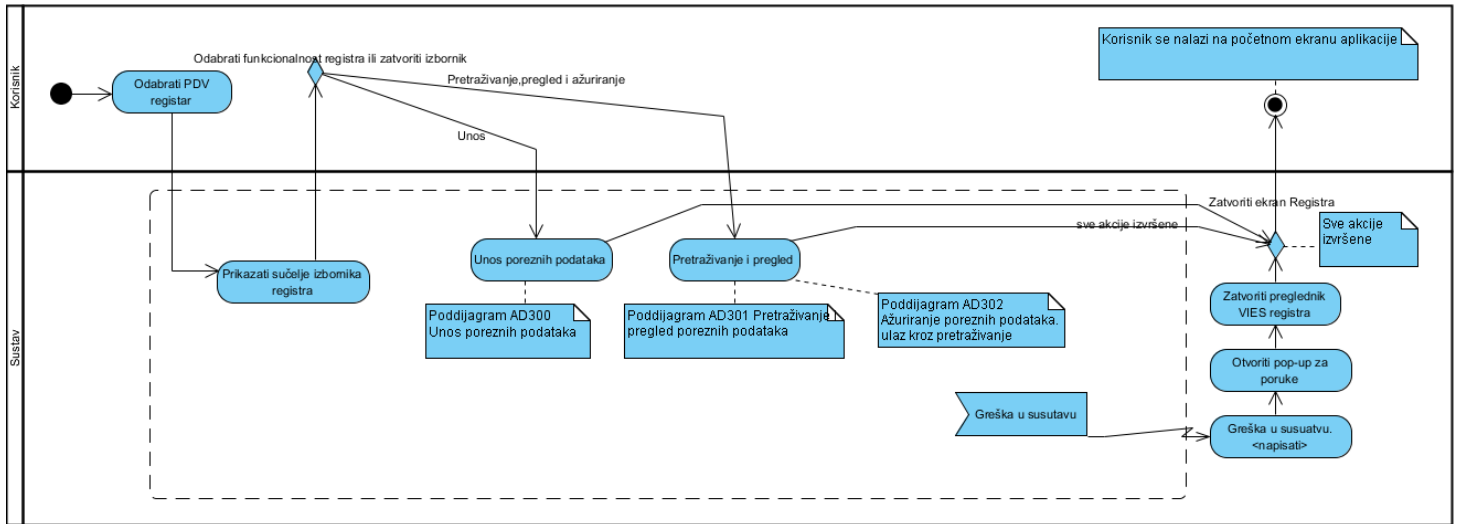 Korisnik
Odabrati PDV
registar
Odabrati funkcionalnost registra ili zatvoriti izbornik
Pretraživanje,pregled i ažuriranje
Unos
Korisnik se nalazi na početnom ekranu aplikacije
Sustav
Prikazati sučelje izbornika
registra
Unos poreznih podataka
Poddijagram AD300
Unos poreznih podataka
Pretraživanje i pregled
Poddijagram AD301 Pretraživanje
pregled poreznih podataka
Poddijagram AD302
Ažuriranje poreznih podataka.
ulaz kroz pretraživanje
Zatvoriti ekran Registra
sve akcije izvršene
Sve akcije
izvršene
Zatvoriti preglednik
VIES registra
Otvoriti pop-up za
poruke
Greška u susutavu
Greška u susuatvu.
<napisati>